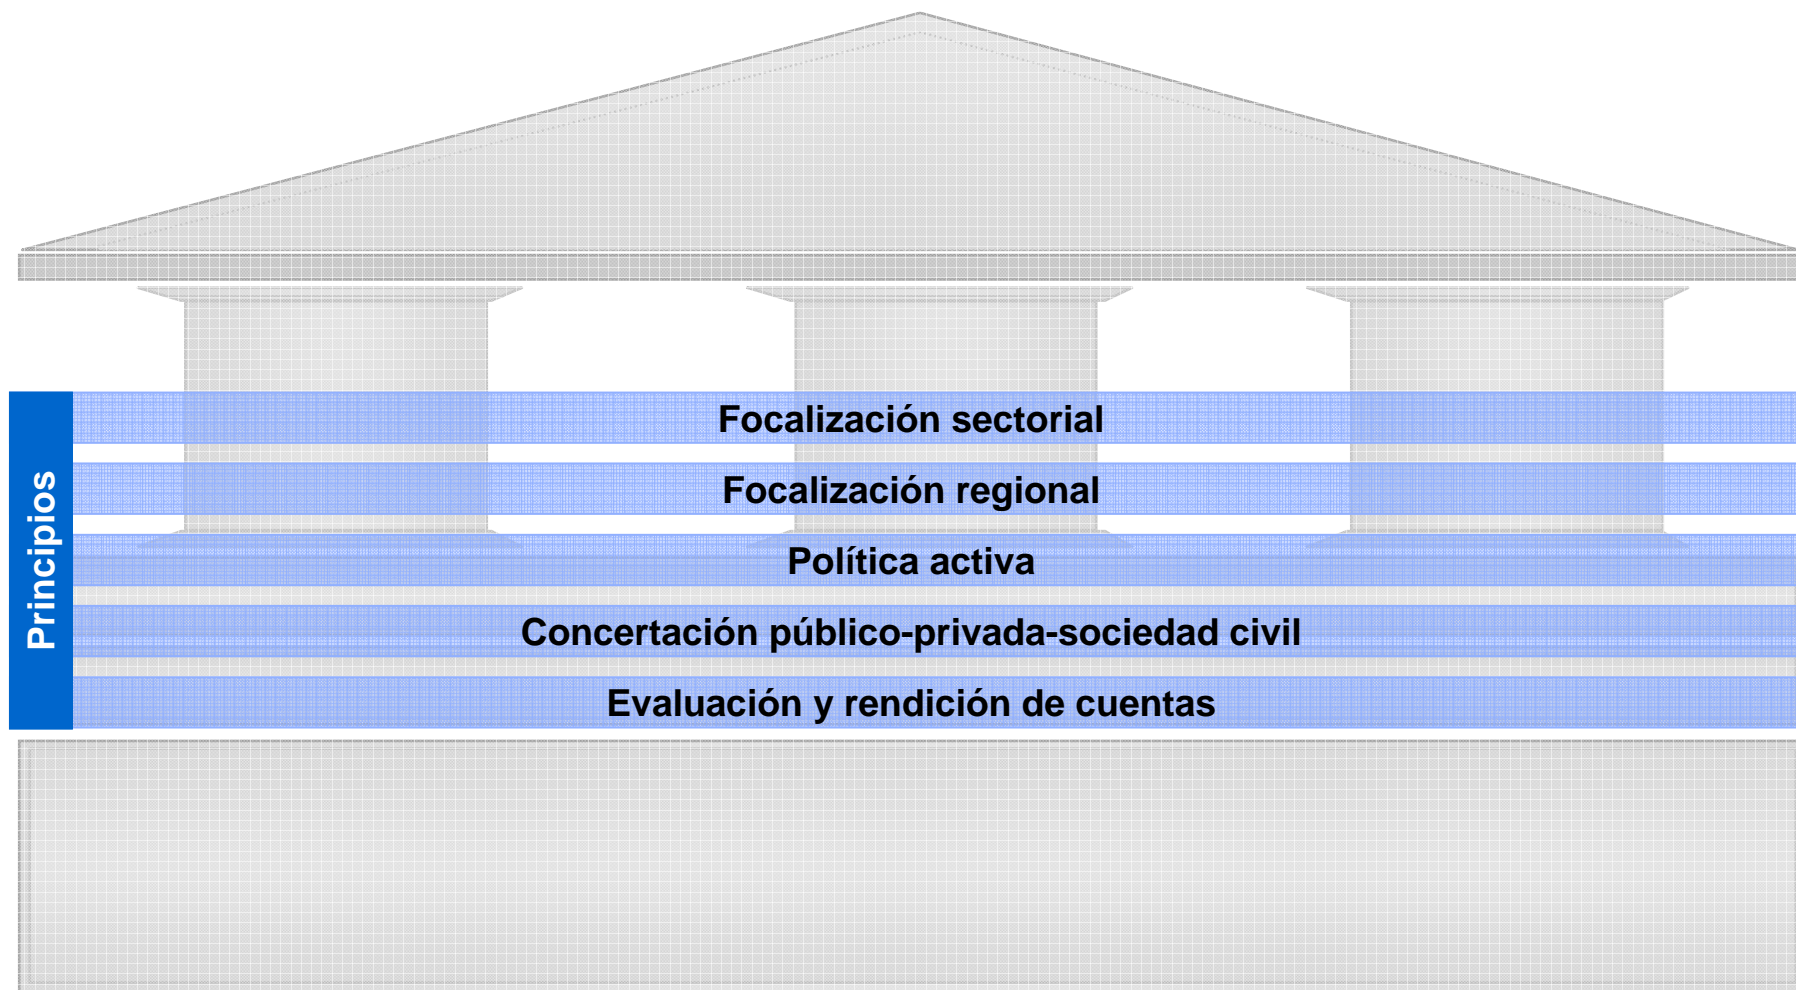 Principios
Focalización sectorial
Focalización regional
Política activa
Concertación público-privada-sociedad civil
Evaluación y rendición de cuentas